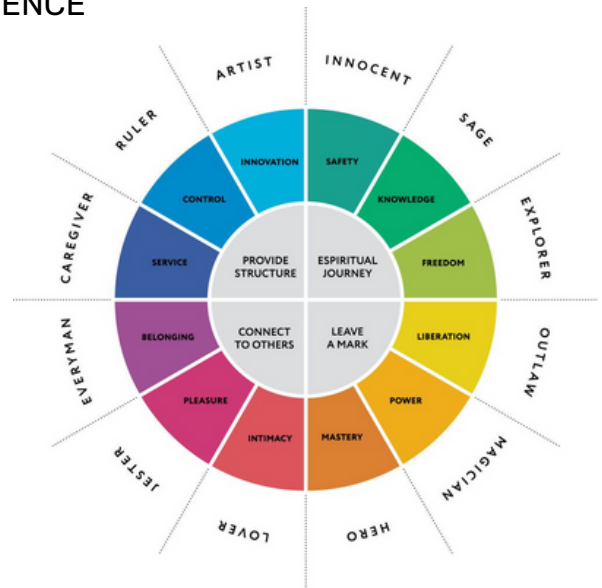 ENCE
ARTIST
INNOCENT
RULER
SAGE
CAREGIVER
EXPLORER
EVERYMAN
OUTLAW
JESTER
MAGICIAN
LOVER
HERO
INNOVATION
SAFETY
CONTROL
KNOWLEDGE
SERVICE
FREEDOM
BELONGING
LIBERATION
PLEASURE
POWER
INTIMACY
MASTERY
PROVIDE
STRUCTURE
ESPIRITUAL
JOURNEY
CONNECT
TO OTHERS
LEAVE
A MARK